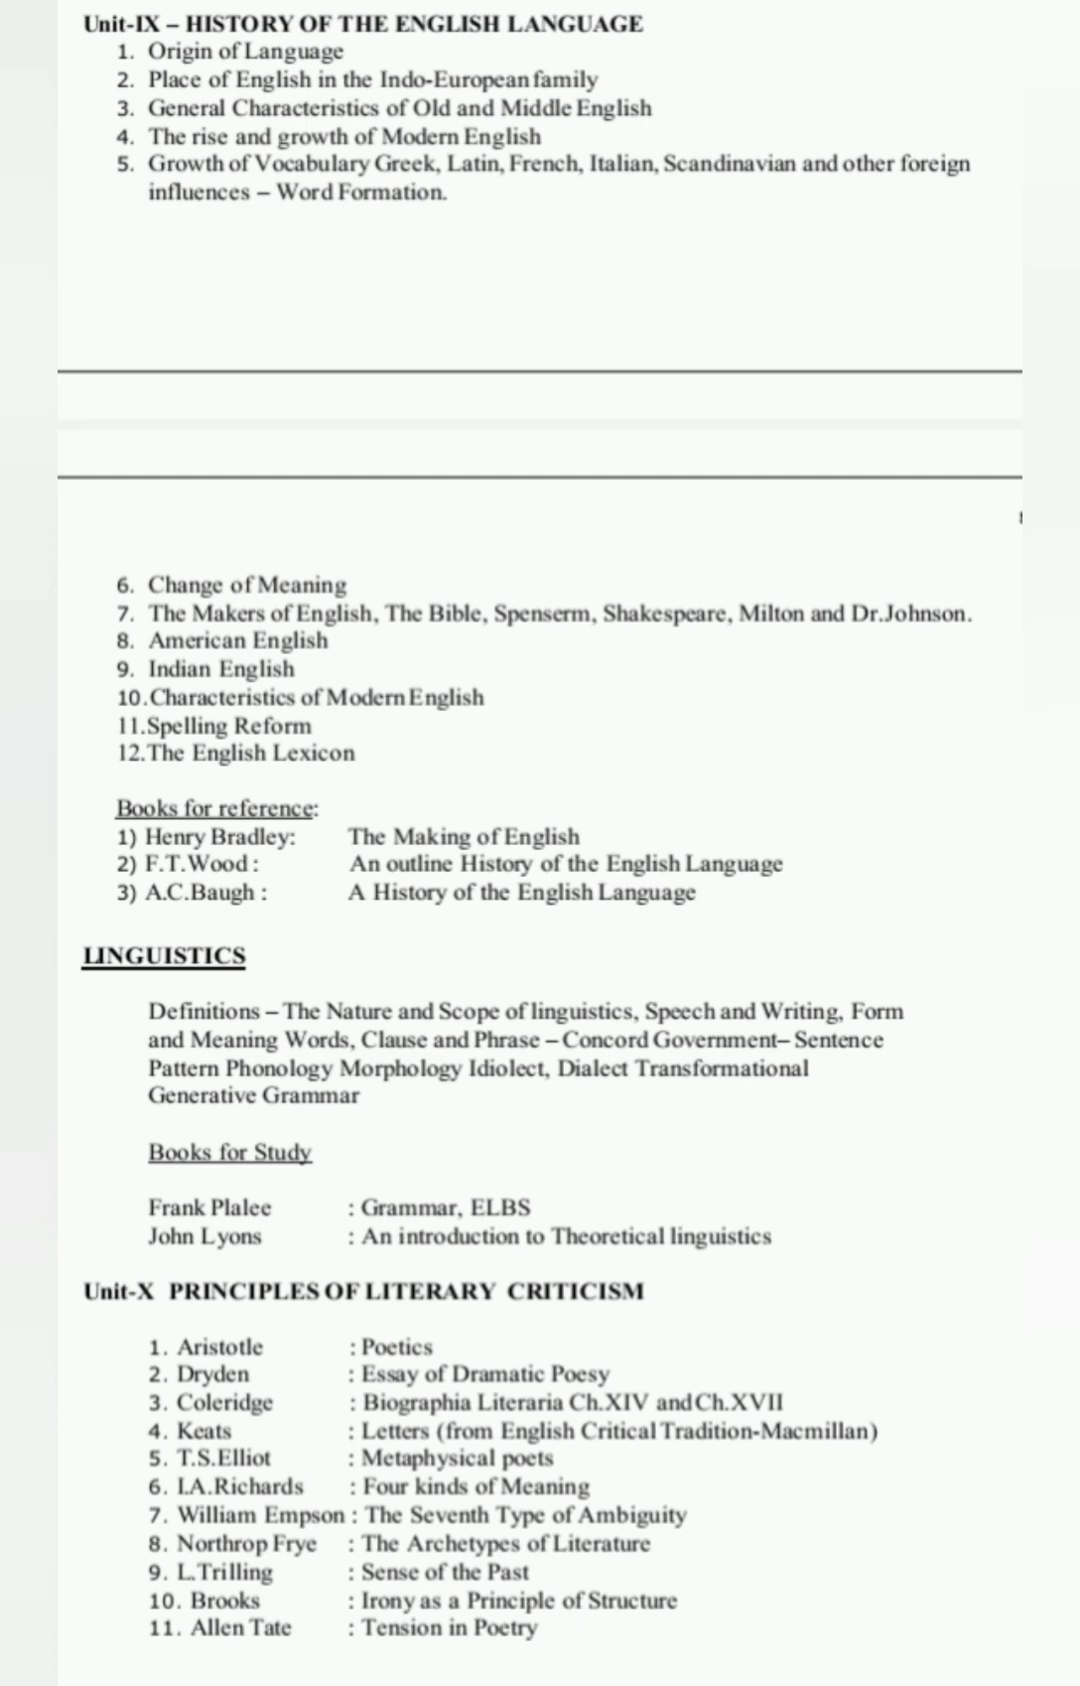 Unit-IX – HISTORY OF THE ENGLISH LANGUAGE
1. Origin of Language
2. Place of English in the Indo-European family
3. General Characteristics of Old and Middle English
4. The rise and growth of Modern English
5. Growth of Vocabulary Greek, Latin, French, Italian, Scandinavian and other foreign
influences – Word Formation.
6. Change of Meaning
7. The Makers of English, The Bible, Spenserm, Shakespeare, Milton and Dr.Johnson.
8. American English
9. Indian English
10.Characteristics of Modern English
11.Spelling Reform
12.The English Lexicon
Books for reference:
1) Henry Bradley: The Making of English
2) F.T.Wood : An outline History of the English Language
3) A.C.Baugh : A History of the English Language
LINGUISTICS
Definitions – The Nature and Scope of linguistics, Speech and Writing, Form
and Meaning Words, Clause and Phrase – Concord Government– Sentence
Pattern Phonology Morphology Idiolect, Dialect Transformational
Generative Grammar
Books for Study
Frank Plalee : Grammar, ELBS
John Lyons : An introduction to Theoretical linguistics
Unit-X PRINCIPLES OF LITERARY CRITICISM
1. Aristotle : Poetics
2. Dryden : Essay of Dramatic Poesy
3. Coleridge : Biographia Literaria Ch.XIV and Ch.XVII
4. Keats : Letters (from English Critical Tradition-Macmillan)
5. T.S.Elliot : Metaphysical poets
6. I.A.Richards : Four kinds of Meaning
7. William Empson : The Seventh Type of Ambiguity
8. Northrop Frye : The Archetypes of Literature
9. L.Trilling : Sense of the Past
10. Brooks : Irony as a Principle of Structure
11. Allen Tate : Tension in Poetry